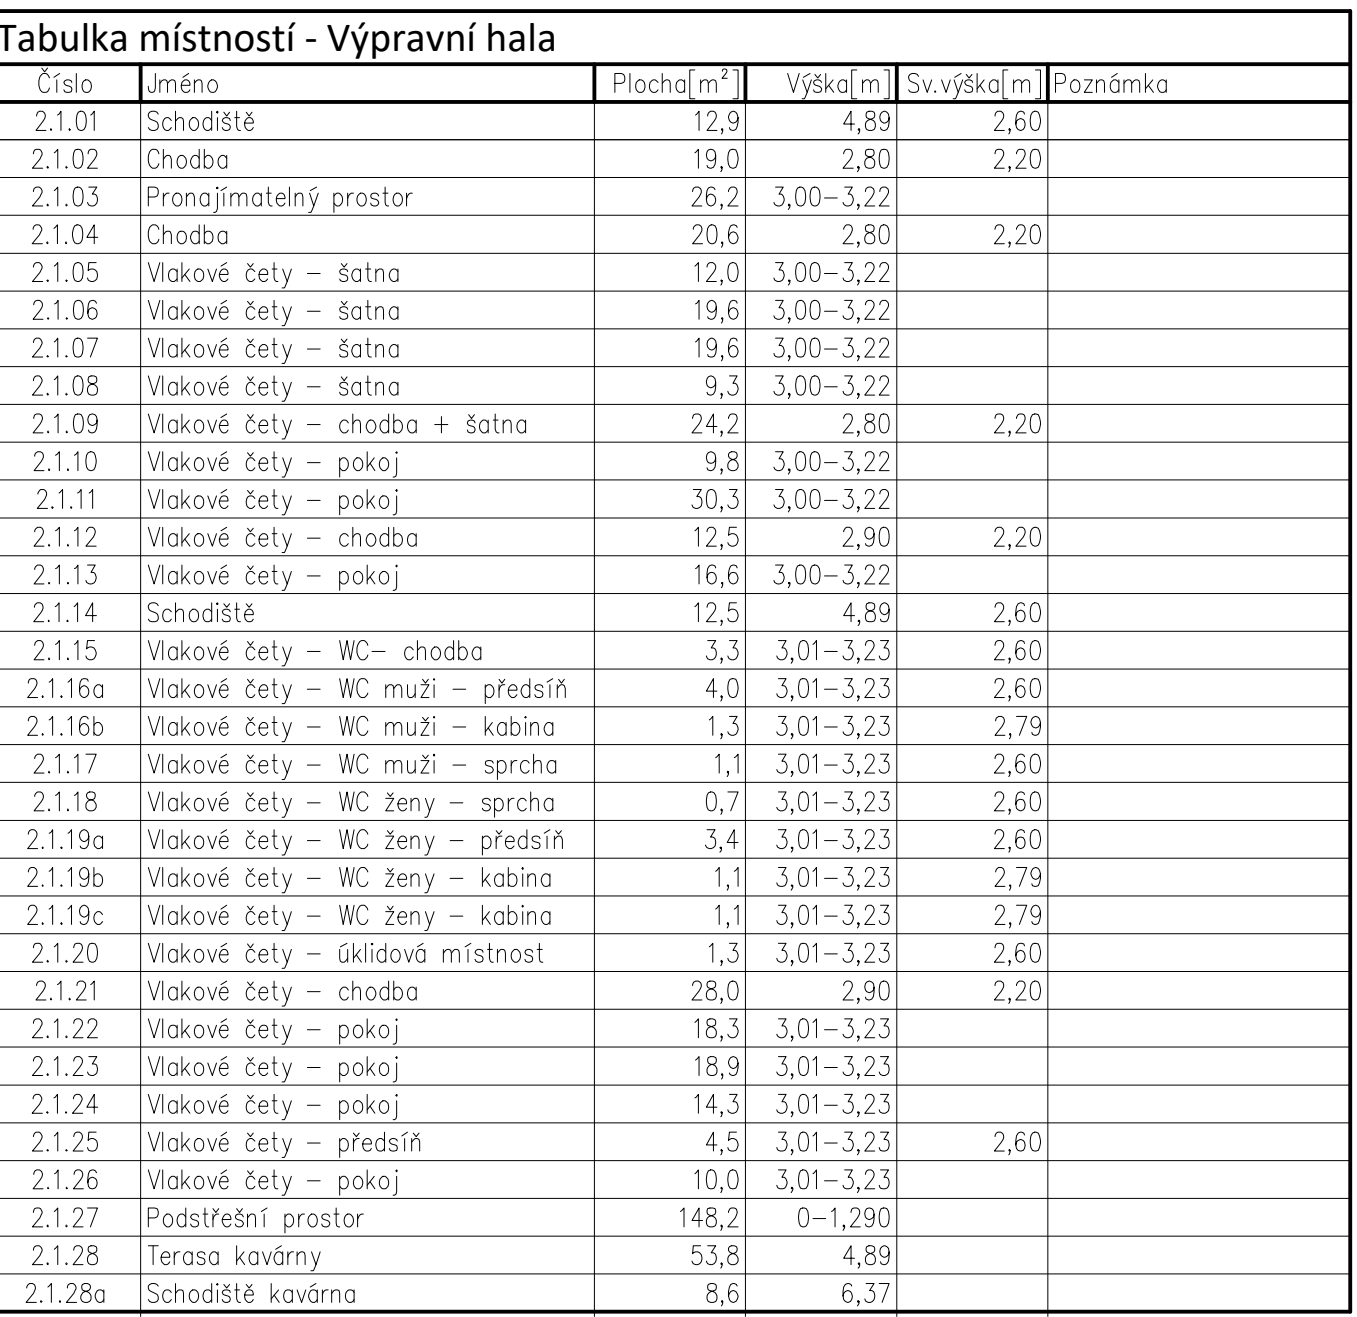 Tabulka místností - Výpravní hala
Číslo Jméno Plocha[m²] Výška[m] Sv.výška[m] Poznámka
2.1.01 Schodiště 12,9 4,89 2,60
2.1.02 Chodba 19,0 2,80 2,20
2.1.03 Pronajímatelný prostor 26,2 3,00–3,22
2.1.04 Chodba 20,6 2,80 2,20
2.1.05 Vlakové čety – šatna 12,0 3,00–3,22
2.1.06 Vlakové čety – šatna 19,6 3,00–3,22
2.1.07 Vlakové čety – šatna 19,6 3,00–3,22
2.1.08 Vlakové čety – šatna 9,3 3,00–3,22
2.1.09 Vlakové čety – chodba + šatna 24,2 2,80 2,20
2.1.10 Vlakové čety – pokoj 9,8 3,00–3,22
2.1.11 Vlakové čety – pokoj 30,3 3,00–3,22
2.1.12 Vlakové čety – chodba 12,5 2,90 2,20
2.1.13 Vlakové čety – pokoj 16,6 3,00–3,22
2.1.14 Schodiště 12,5 4,89 2,60
2.1.15 Vlakové čety – WC– chodba 3,3 3,01–3,23 2,60
2.1.16a Vlakové čety – WC muži – předsíň 4,0 3,01–3,23 2,60
2.1.16b Vlakové čety – WC muži – kabina 1,3 3,01–3,23 2,79
2.1.17 Vlakové čety – WC muži – sprcha 1,1 3,01–3,23 2,60
2.1.18 Vlakové čety – WC ženy – sprcha 0,7 3,01–3,23 2,60
2.1.19a Vlakové čety – WC ženy – předsíň 3,4 3,01–3,23 2,60
2.1.19b Vlakové čety – WC ženy – kabina 1,1 3,01–3,23 2,79
2.1.19c Vlakové čety – WC ženy – kabina 1,1 3,01–3,23 2,79
2.1.20 Vlakové čety – úklidová místnost 1,3 3,01–3,23 2,60
2.1.21 Vlakové čety – chodba 28,0 2,90 2,20
2.1.22 Vlakové čety – pokoj 18,3 3,01–3,23
2.1.23 Vlakové čety – pokoj 18,9 3,01–3,23
2.1.24 Vlakové čety – pokoj 14,3 3,01–3,23
2.1.25 Vlakové čety – předsíň 4,5 3,01–3,23 2,60
2.1.26 Vlakové čety – pokoj 10,0 3,01–3,23
2.1.27 Podstřešní prostor 148,2 0–1,290
2.1.28 Terasa kavárny 53,8 4,89
2.1.28a Schodiště kavárna 8,6 6,37